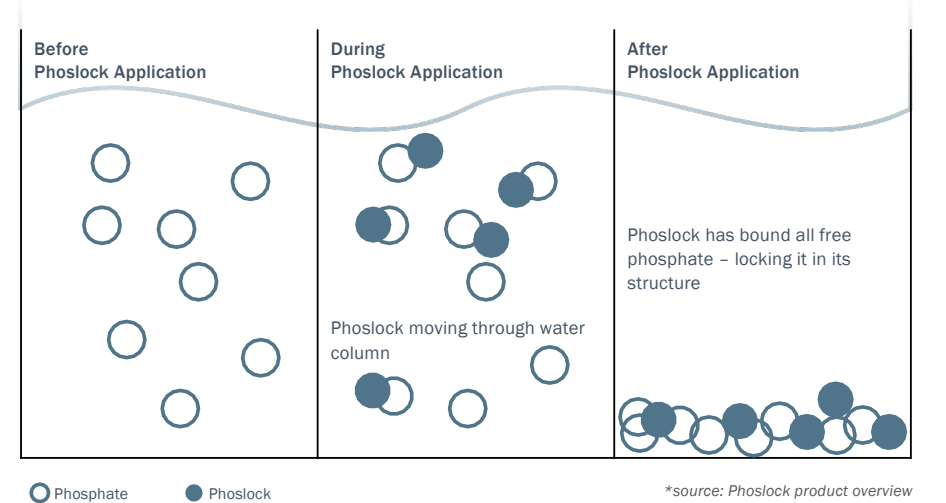 Before
Phoslock Application
During
Phoslock Application
After
Phoslock Application
Phoslock has bound all free
phosphate – locking it in its
structure
Phoslock moving through water
column
Phosphate
Phoslock
*source: Phoslock product overview